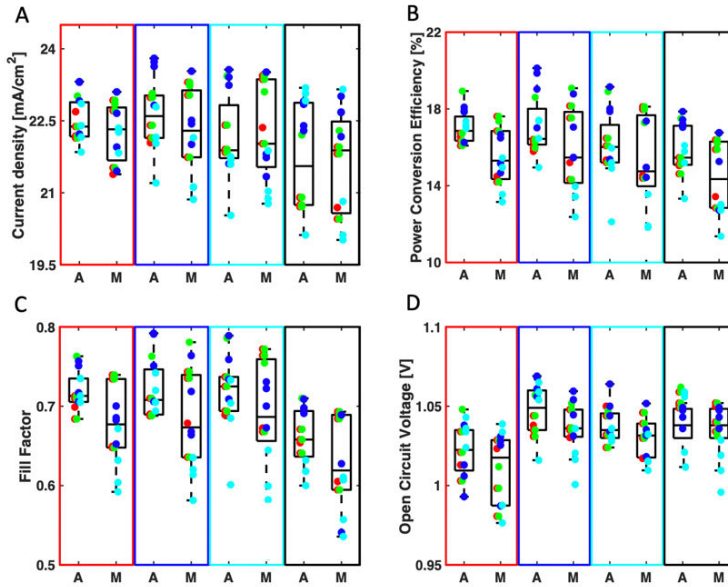 A
B
24
22.5
21
19.5
Current density [mA/cm²]
A M A M A M A M
22
18
14
10
Power Conversion Efficiency [%]
A M A M A M A M
C
D
0.8
0.7
0.6
0.5
Fill Factor
A M A M A M A M
1.1
1.05
1
0.95
Open Circuit Voltage [V]
A M A M A M A M